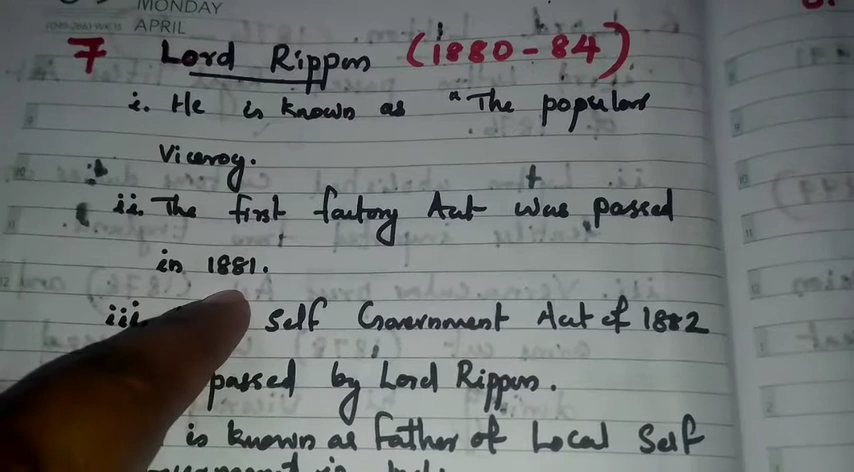 MONDAY
APRIL
7 Lord Rippon (1880-84)
i. He is known as "The popular
Viceroy.
ii. The first factory Act was passed
in 1881.
iii. Self Government Act of 1882
passed by Lord Rippon.
is known as Father of Local Self